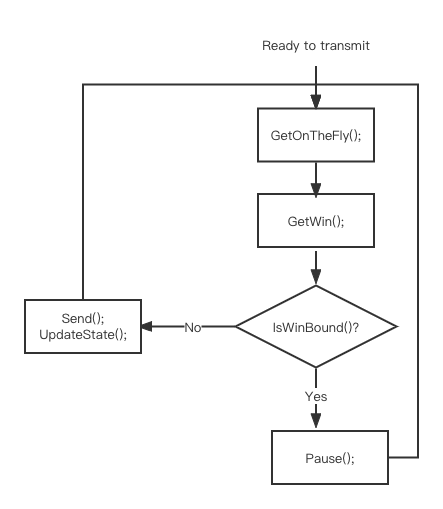 Ready to transmit
GetOnTheFly();
GetWin();
IsWinBound()?
No
Send();
UpdateState();
Yes
Pause();